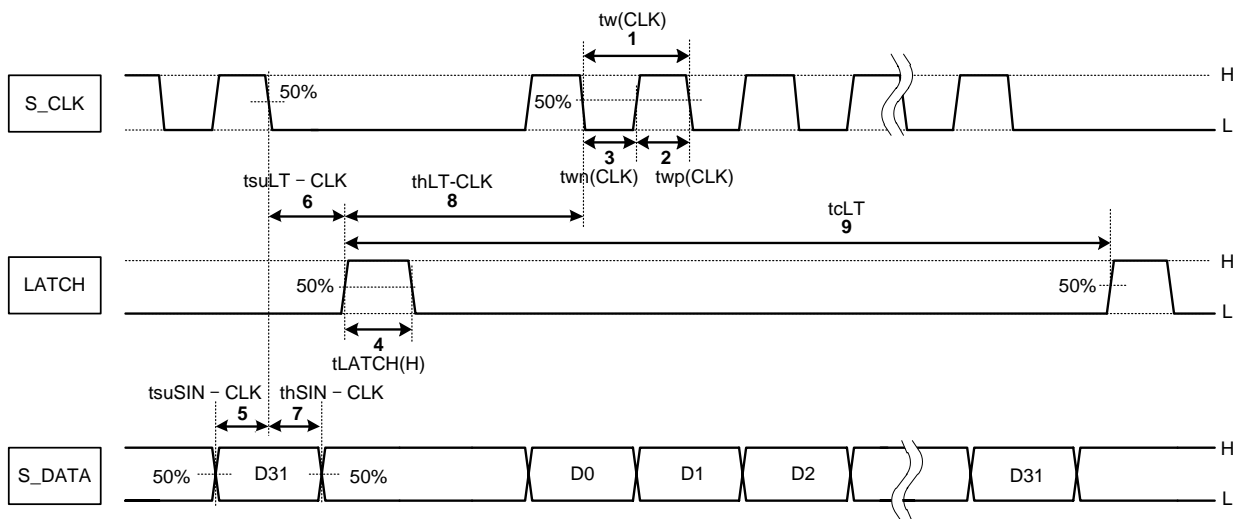 tw(CLK)
1
S_CLK
50%
50%
H
L
3
2
twn(CLK)
twp(CLK)
tsuLT − CLK
6
thLT-CLK
8
tcLT
9
LATCH
50%
50%
H
L
4
tLATCH(H)
tsuSIN − CLK
5
thSIN − CLK
7
S_DATA
50%
D31
50%
D0
D1
D2
D31
H
L